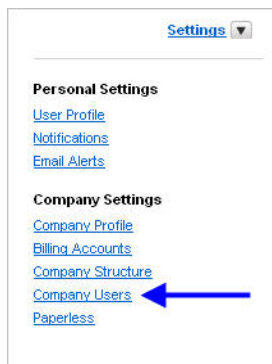 Settings
Personal Settings
User Profile
Notifications
Email Alerts
Company Settings
Company Profile
Billing Accounts
Company Structure
Company Users
Paperless